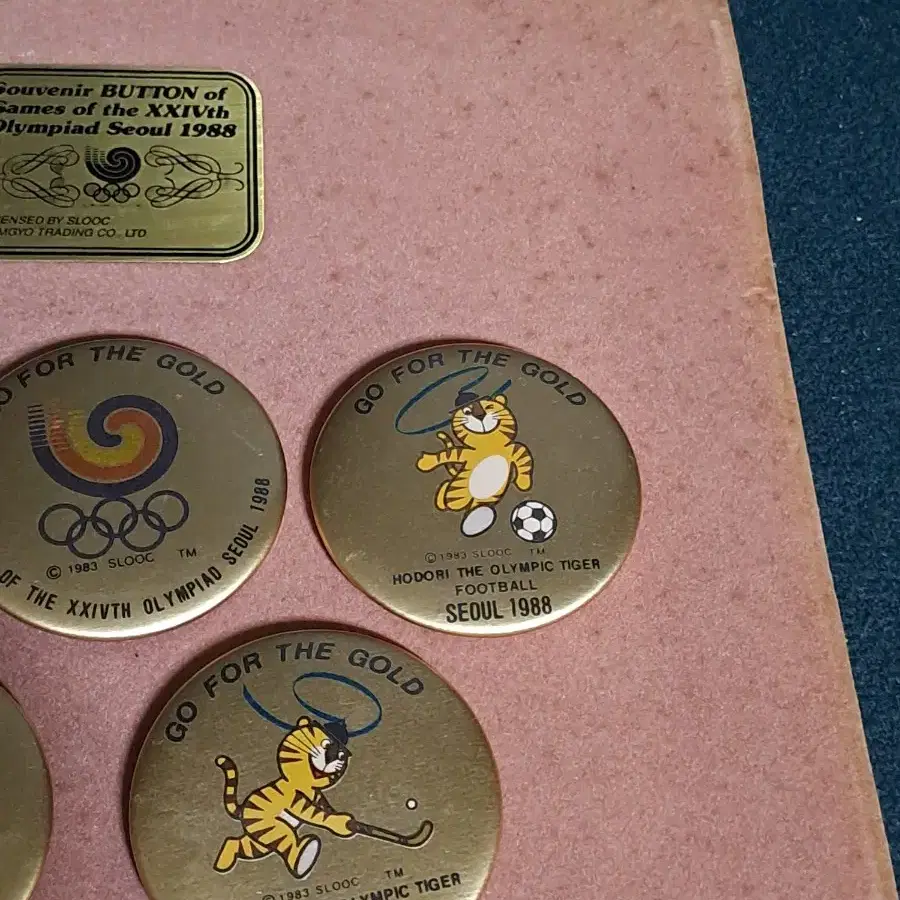 Souvenir BUTTON of
Games of the XXIVth
Olympiad Seoul 1988
BY SLOOC
TRADING CO., LTD
FOR THE GOLD
© 1983 SLOOC TM
OF THE XXIVTH OLYMPIAD SEOUL 1988
GO FOR THE GOLD
© 1983 SLOOC TM
HODORI THE OLYMPIC TIGER
FOOTBALL
SEOUL 1988
GO FOR THE GOLD
© 1983 SLOOC TM
OLYMPIC TIGER